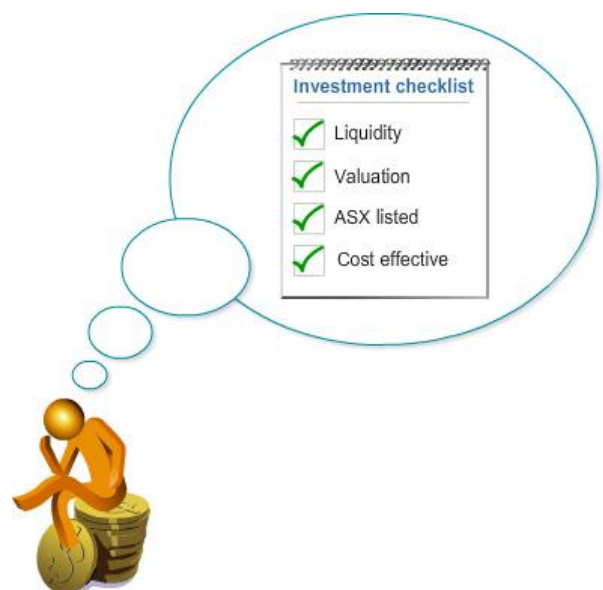 Investment checklist
Liquidity
Valuation
ASX listed
Cost effective